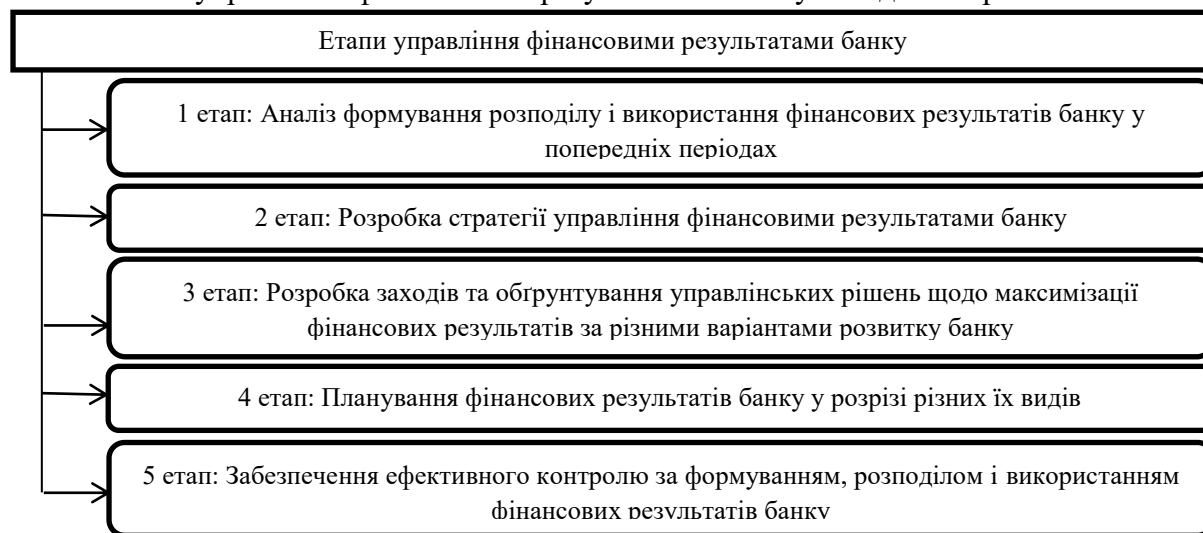 Етапи управління фінансовими результатами банку
1 етап: Аналіз формування розподілу і використання фінансових результатів банку у
попередніх періодах
2 етап: Розробка стратегії управління фінансовими результатами банку
3 етап: Розробка заходів та обґрунтування управлінських рішень щодо максимізації
фінансових результатів за різними варіантами розвитку банку
4 етап: Планування фінансових результатів банку у розрізі різних їх видів
5 етап: Забезпечення ефективного контролю за формуванням, розподілом і використанням
фінансових результатів банку